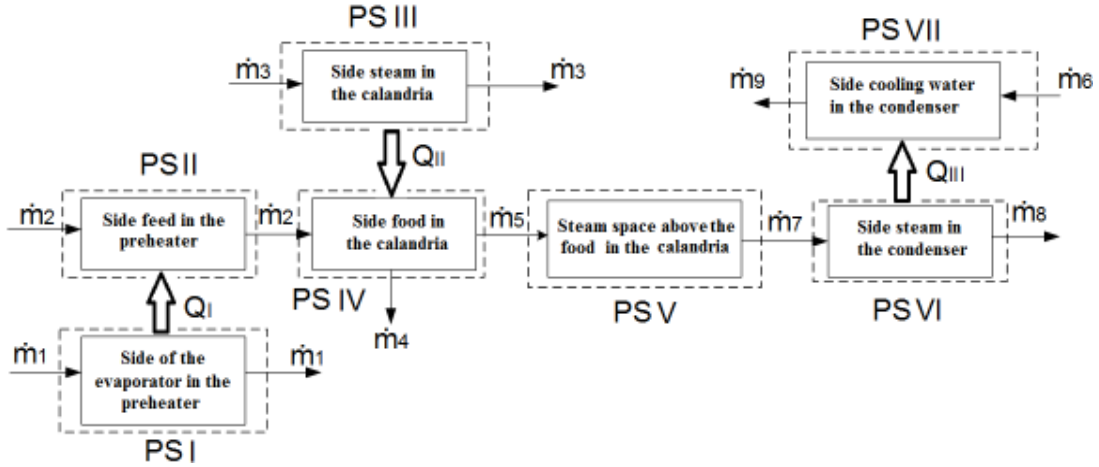 PS III
ṁ3
Side steam in
the calandria
ṁ3
QII
PS VII
ṁ9
Side cooling water
in the condenser
ṁ6
QIII
PS II
ṁ2
Side feed in the
preheater
ṁ2
Side food in
the calandria
ṁ5
Steam space above the
food in the calandria
ṁ7
Side steam in
the condenser
ṁ8
PS IV
ṁ4
PS V
PS VI
QI
ṁ1
Side of the
evaporator in the
preheater
ṁ1
PS I